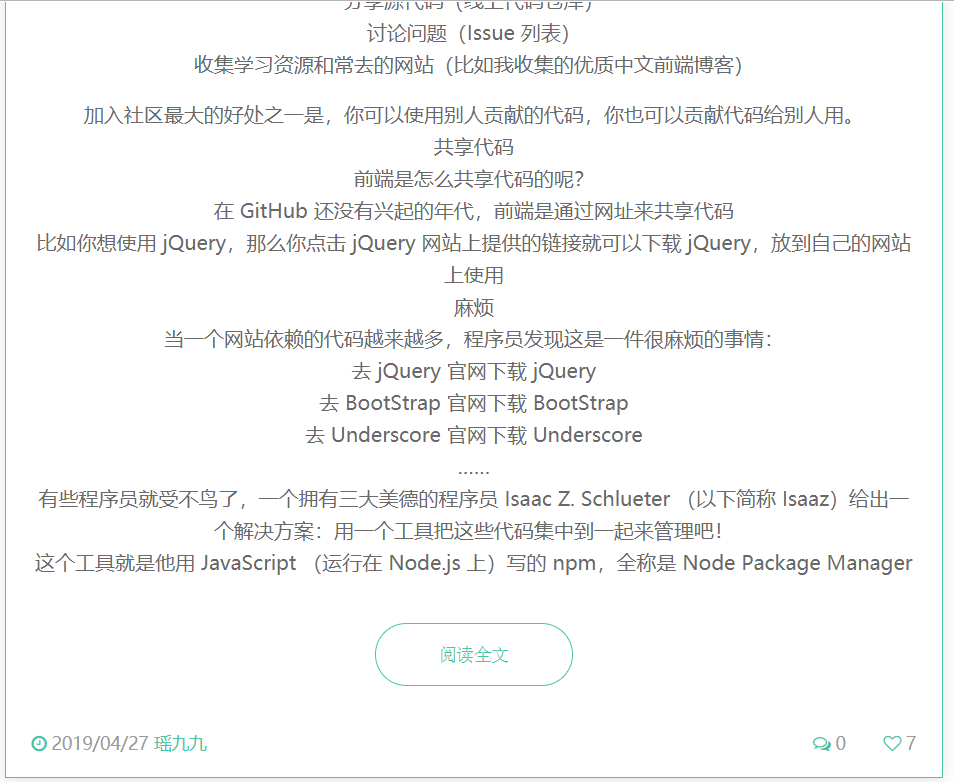 分享源代码（线上代码仓库）
讨论问题（Issue 列表）
收集学习资源和常去的网站（比如我收集的优质中文前端博客）
加入社区最大的好处之一是，你可以使用别人贡献的代码，你也可以贡献代码给别人用。
共享代码
前端是怎么共享代码的呢？
在 GitHub 还没有兴起的年代，前端是通过网址来共享代码
比如你想使用 jQuery，那么你点击 jQuery 网站上提供的链接就可以下载 jQuery，放到自己的网站
上使用
麻烦
当一个网站依赖的代码越来越多，程序员发现这是一件很麻烦的事情：
去 jQuery 官网下载 jQuery
去 BootStrap 官网下载 BootStrap
去 Underscore 官网下载 Underscore
……
有些程序员就受不鸟了，一个拥有三大美德的程序员 Isaac Z. Schlueter （以下简称 Isaaz）给出一
个解决方案：用一个工具把这些代码集中到一起来管理吧！
这个工具就是他用 JavaScript （运行在 Node.js 上）写的 npm，全称是 Node Package Manager
阅读全文
2019/04/27 瑶九九 0 7